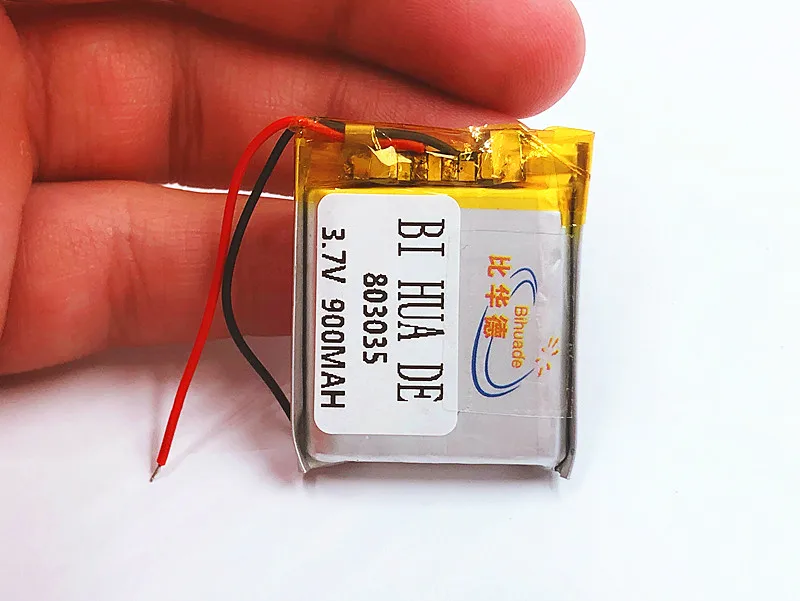 比华德
Bihuade
BI HUA DE
803035
3.7V 900MAH